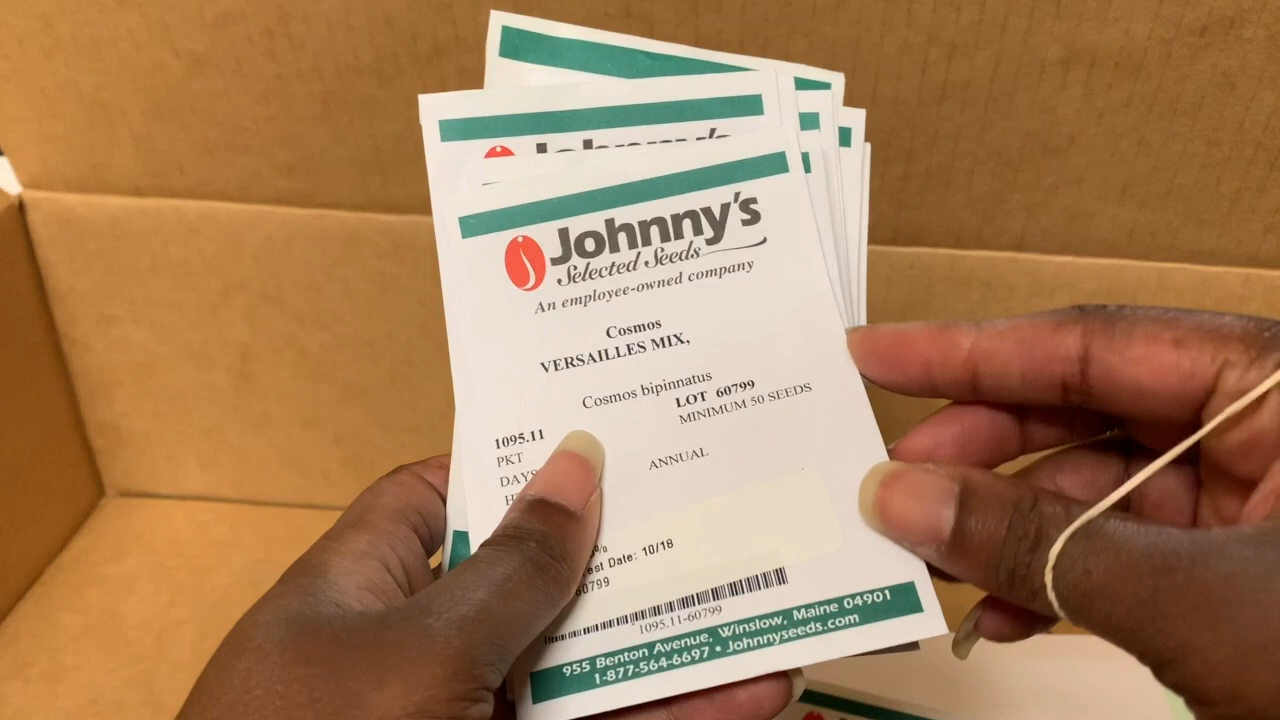 Johnny's
Johnny's
Selected Seeds
An employee-owned company
Cosmos
VERSAILLES MIX,
Cosmos bipinnatus
LOT 60799
MINIMUM 50 SEEDS
1095.11
PKT
ANNUAL
Date: 10/18
1095.11-60799
955 Benton Avenue, Winslow, Maine 04901
1-877-564-6697 • Johnnyseeds.com